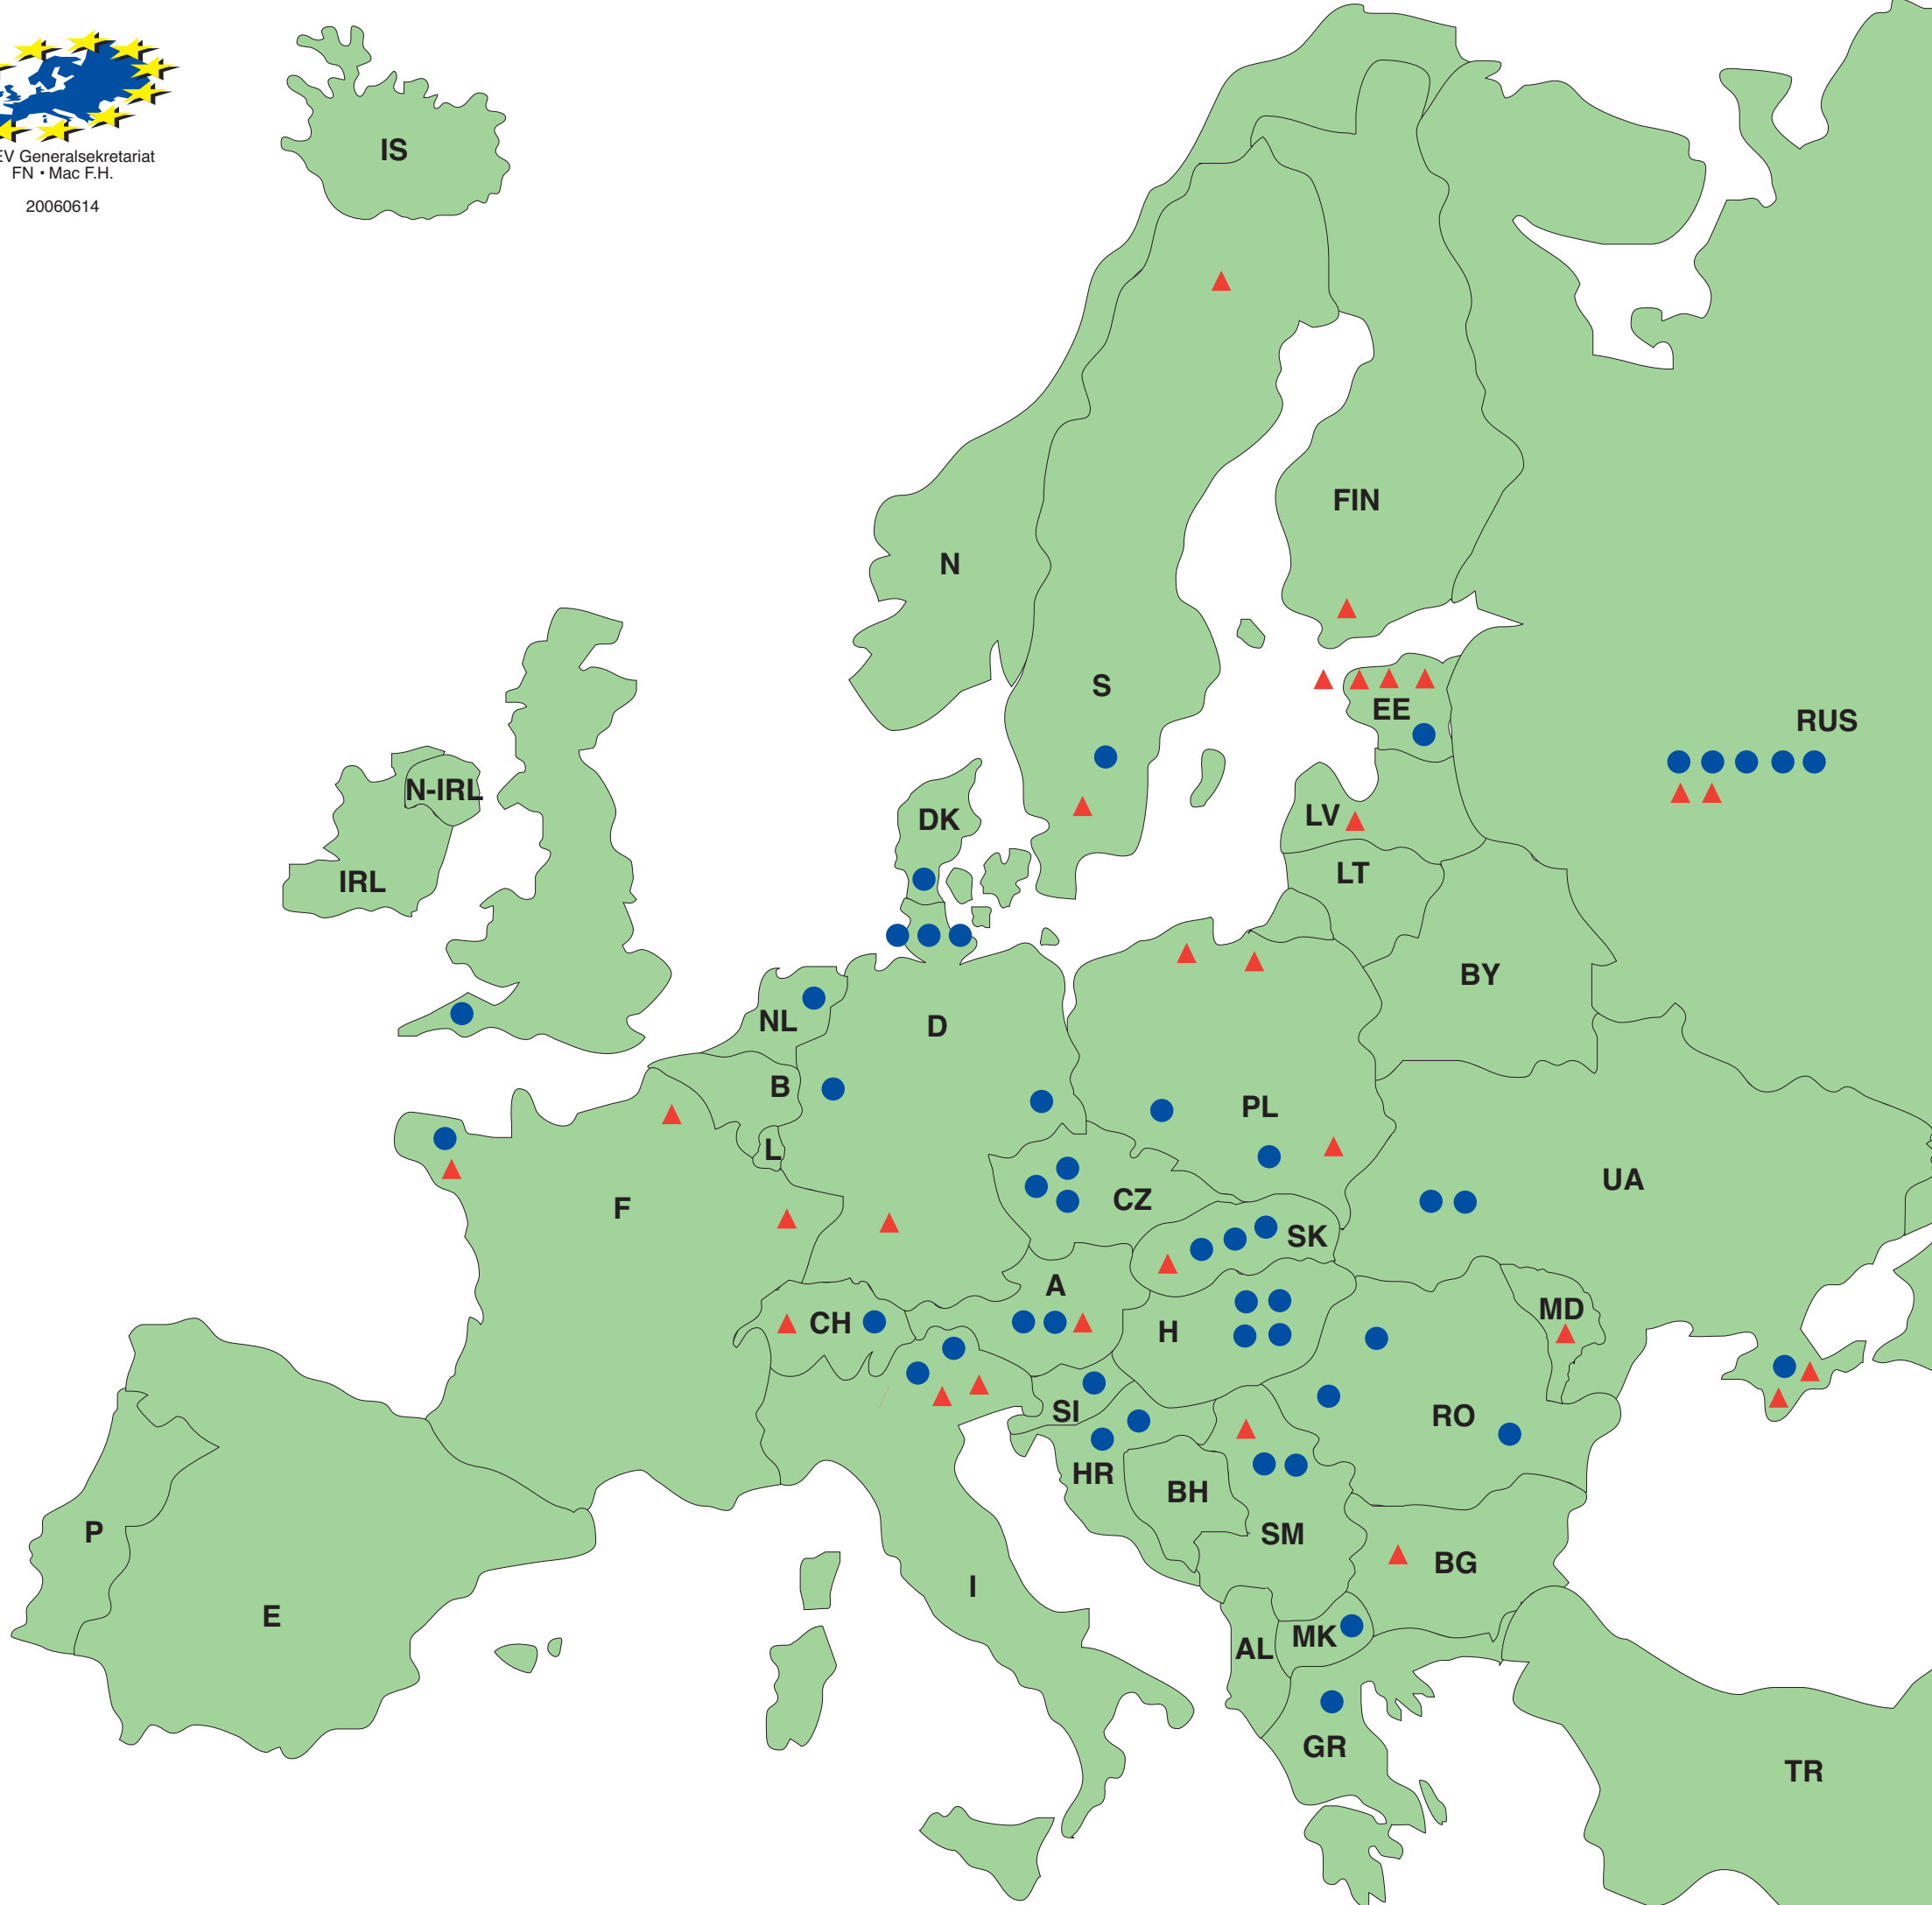 EV Generalsekretariat
FN • Mac F.H.
20060614
IS
FIN
N
S
EE
RUS
N-IRL
DK
LV
IRL
LT
BY
NL
D
B
PL
L
UA
F
CZ
SK
A
MD
CH
H
SI
RO
HR
BH
P
SM
BG
I
E
MK
AL
GR
TR